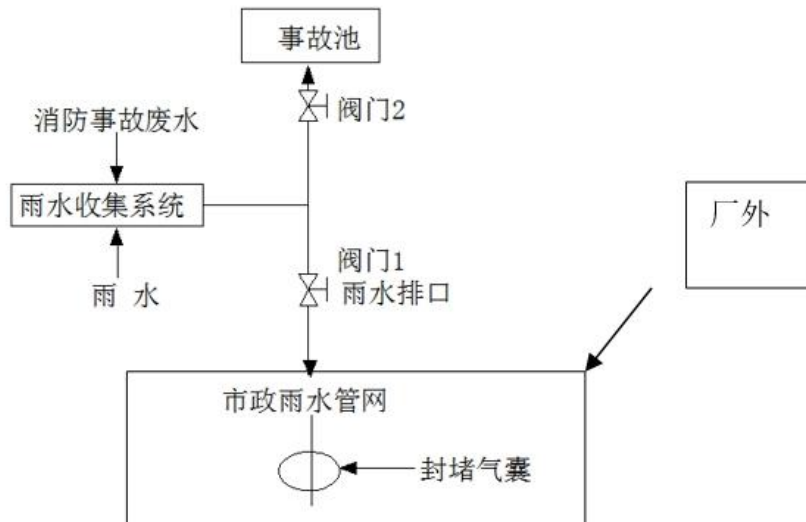 事故池
阀门2
消防事故废水
雨水收集系统
厂外
阀门1
雨水排口
雨 水
市政雨水管网
封堵气囊